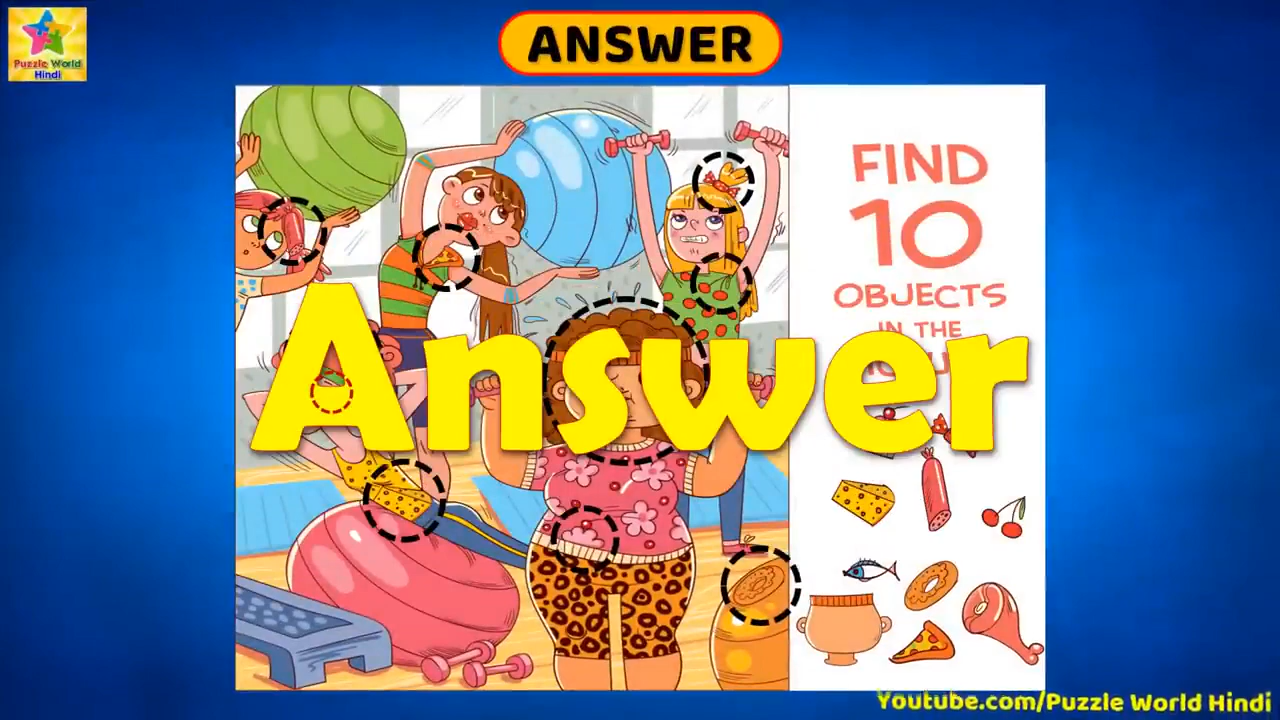 Puzzle World
Hindi
ANSWER
FIND
10
OBJECTS
IN THE
Answer
Youtube.com/Puzzle World Hindi